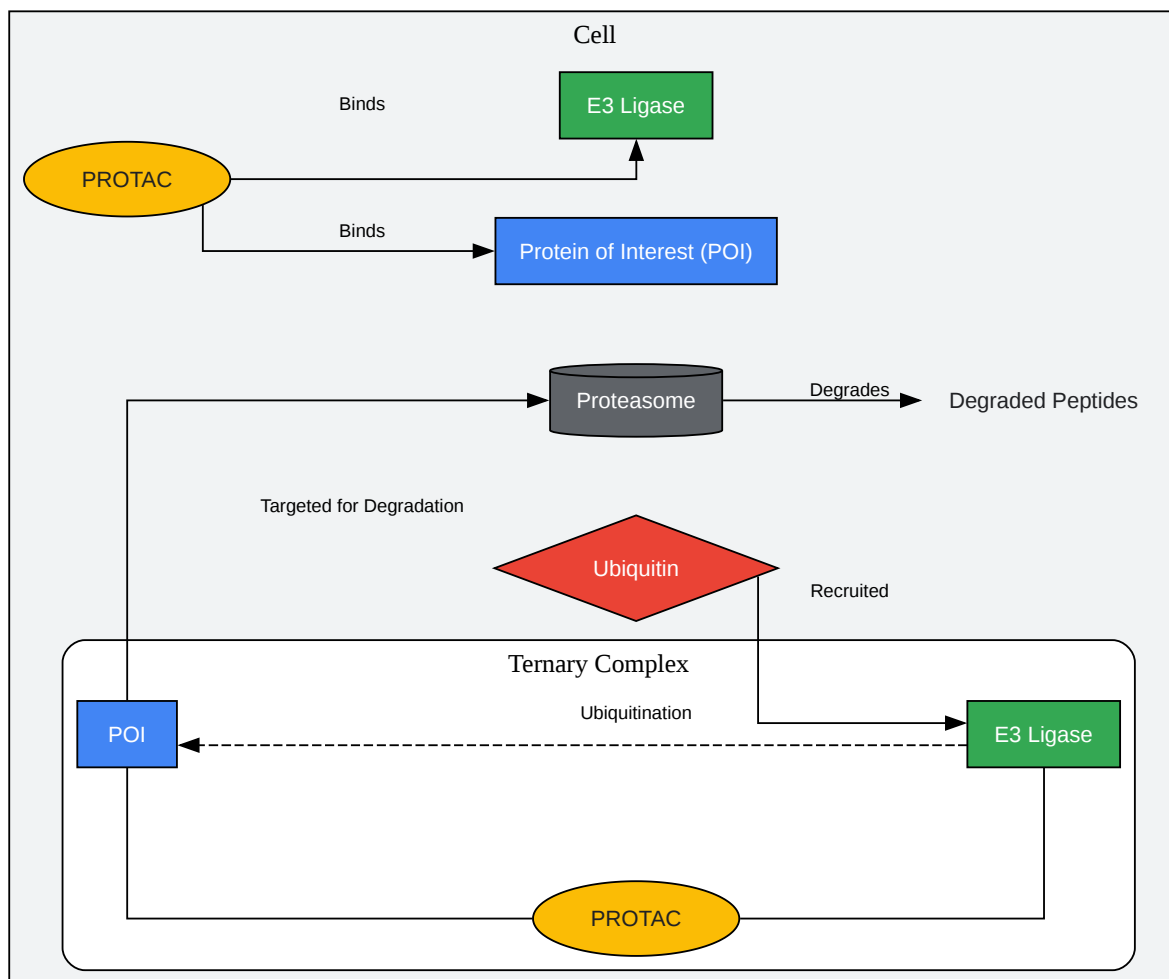 Cell
Binds
E3 Ligase
PROTAC
Binds
Protein of Interest (POI)
Proteasome
Degrades
Degraded Peptides
Targeted for Degradation
Ubiquitin
Recruited
Ternary Complex
Ubiquitination
POI
E3 Ligase
PROTAC